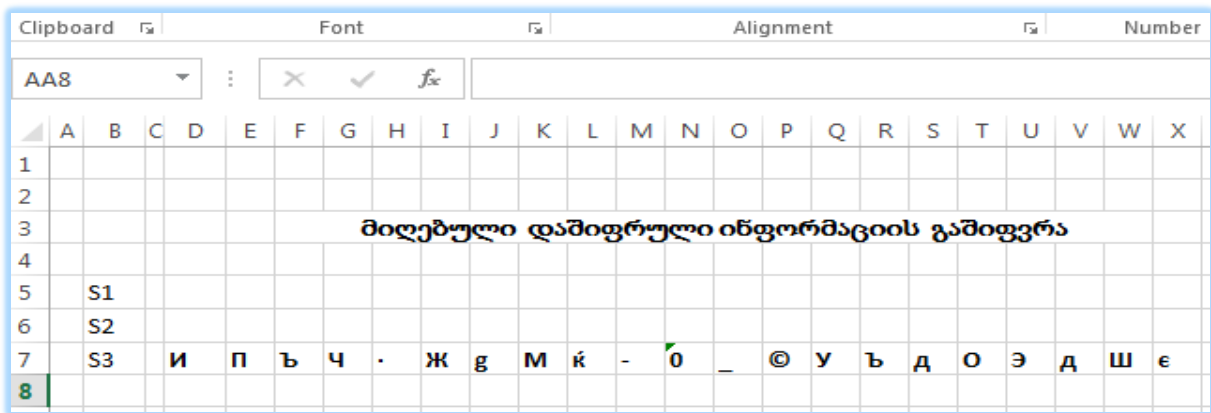 Clipboard Font Alignment Number
AA8 fx
A B C D E F G H I J K L M N O P Q R S T U V W X
1
2
3 მიღებული დაშიფრული ინფორმაციის გაშიფვრა
4
5 S1
6 S2
7 S3 И П Ъ Ч · Ж g М ќ - 0 _ © У Ъ д О Э д Ш є
8